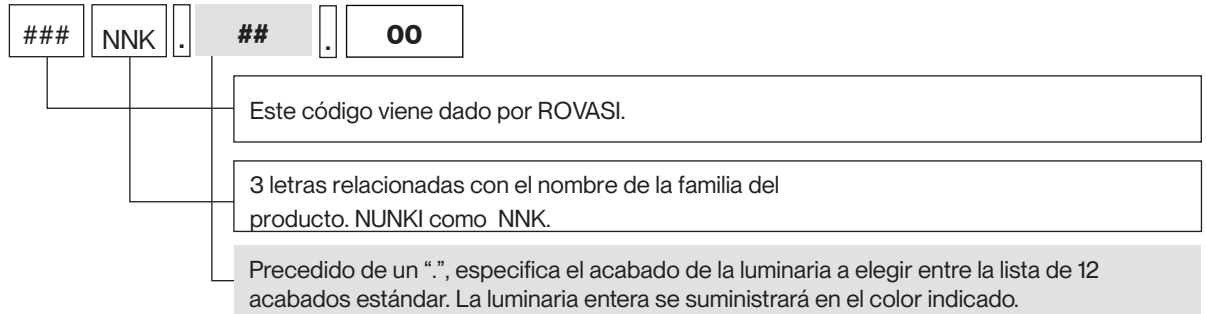 ### NNK . ## . 00
Este código viene dado por ROVASI.
3 letras relacionadas con el nombre de la familia del
producto. NUNKI como NNK.
Precedido de un “.”, especifica el acabado de la luminaria a elegir entre la lista de 12
acabados estándar. La luminaria entera se suministrará en el color indicado.